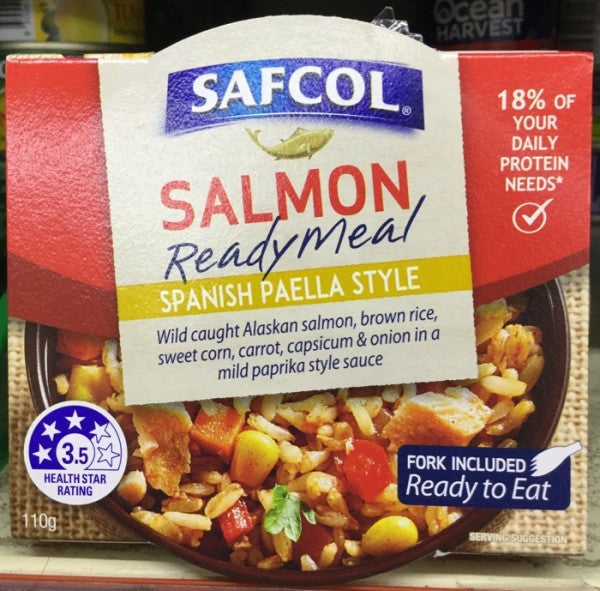 Ocean
HARVEST
SAFCOL®
18% OF
YOUR
DAILY
PROTEIN
NEEDS*
SALMON
Ready Meal
SPANISH PAELLA STYLE
Wild caught Alaskan salmon, brown rice,
sweet corn, carrot, capsicum & onion in a
mild paprika style sauce
3.5
HEALTH STAR
RATING
FORK INCLUDED
Ready to Eat
110g
SERVING SUGGESTION